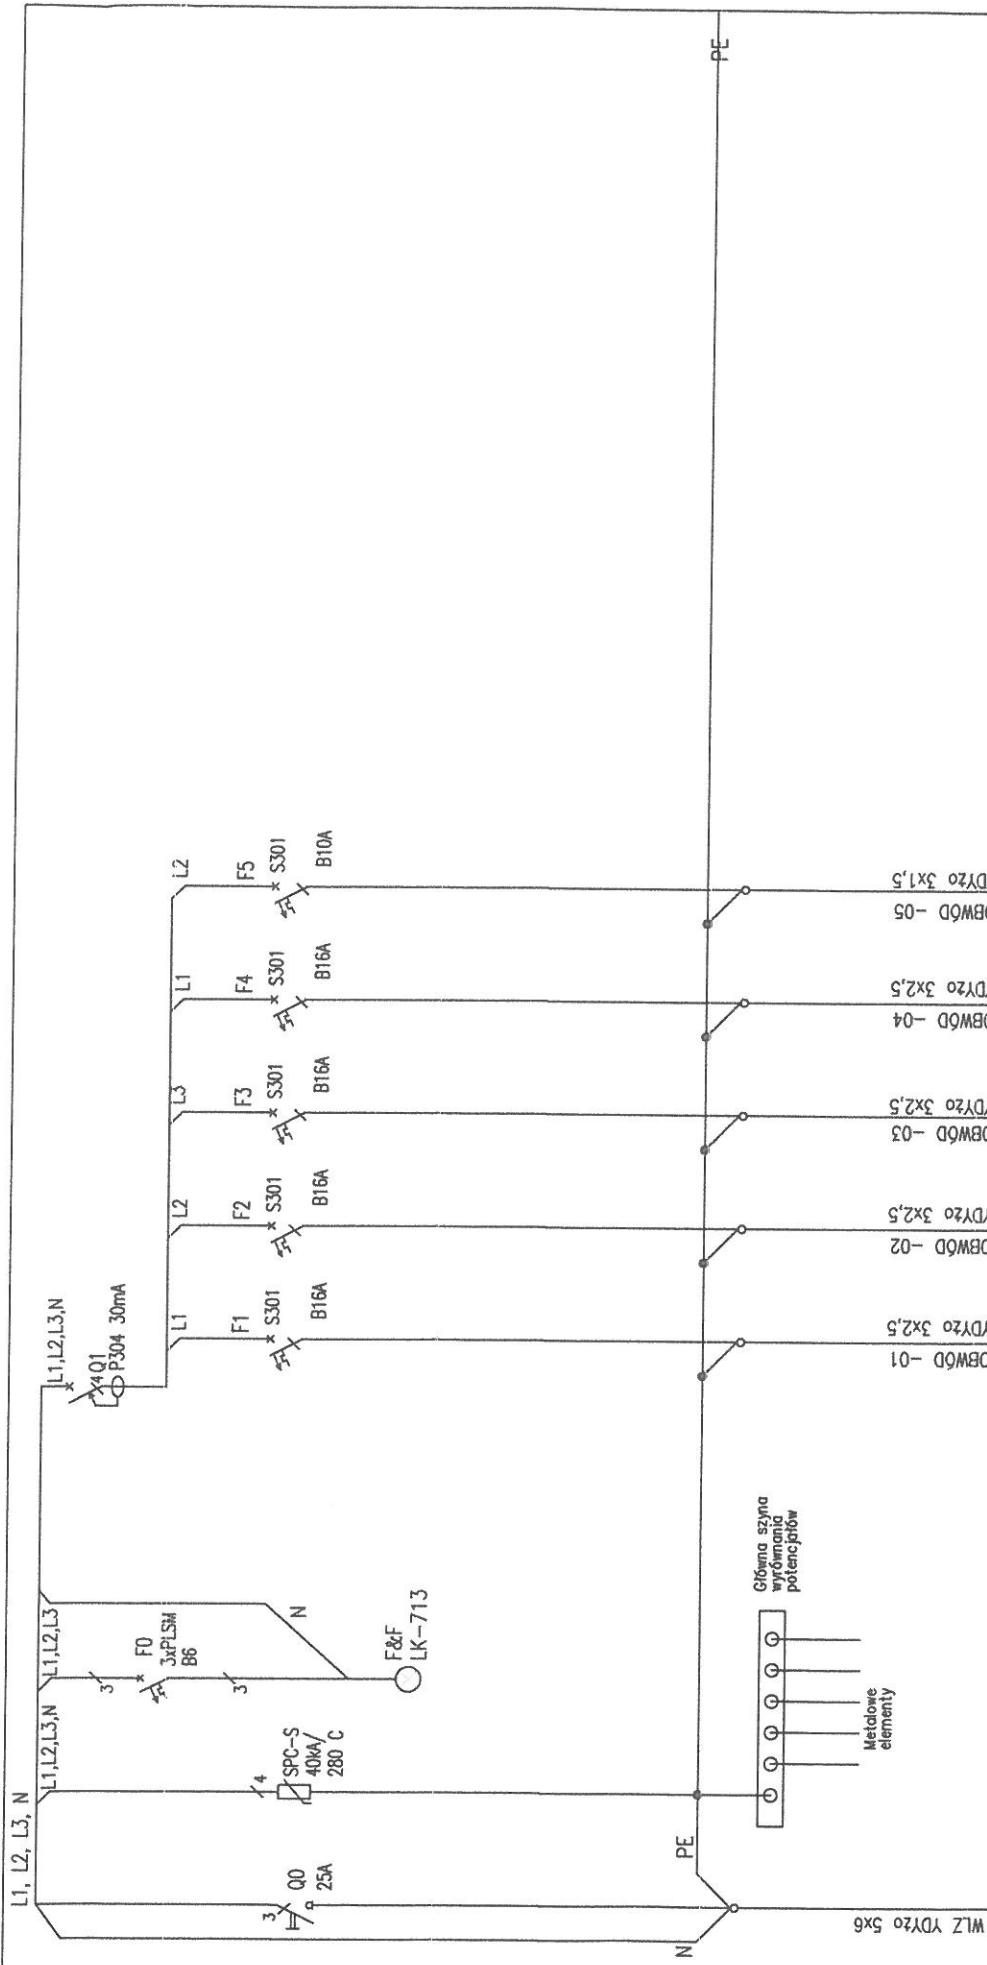 L1, L2, L3, N
3
Q0
25A
N
PE
WLZ YDYżo 5x6
L1,L2,L3,N
4
SPC-S
40kA/
280 C
L1,L2,L3
3
F0
3xPLSM
B6
3
N
F&F
LK-713
Główna szyna
wyrównania
potencjałów
Metalowe
elementy
L1,L2,L3,N
4 Q1
P304 30mA
L1
F1
S301
B16A
OBWÓD -01
YDYżo 3x2,5
L2
F2
S301
B16A
OBWÓD -02
YDYżo 3x2,5
L3
F3
S301
B16A
OBWÓD -03
YDYżo 3x2,5
L1
F4
S301
B16A
OBWÓD -04
YDYżo 3x2,5
L2
F5
S301
B10A
OBWÓD -05
YDYżo 3x1,5
PE